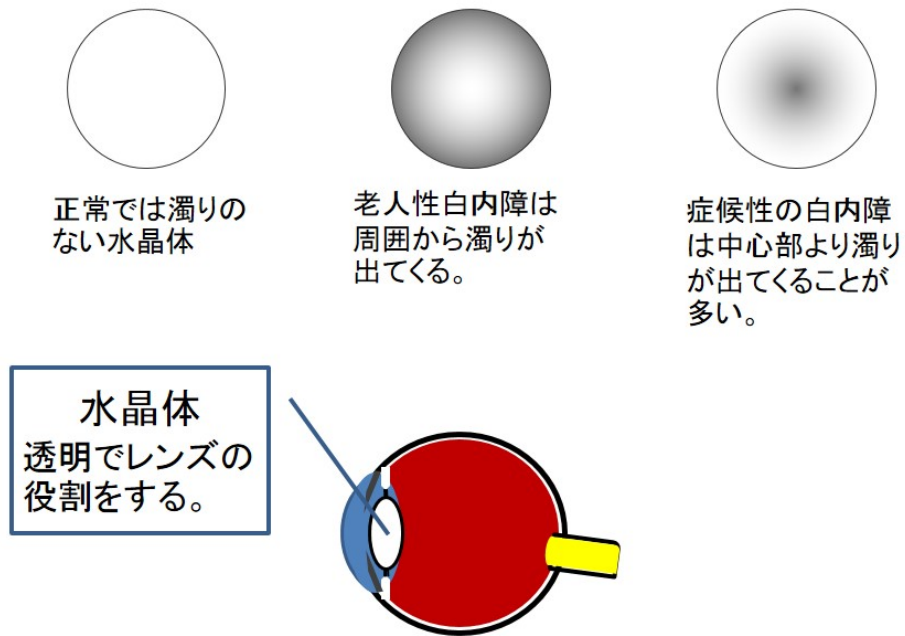 正常では濁りの
ない水晶体
老人性白内障は
周囲から濁りが
出てくる。
症候性の白内障
は中心部より濁り
が出てくることが
多い。
水晶体
透明でレンズの
役割をする。